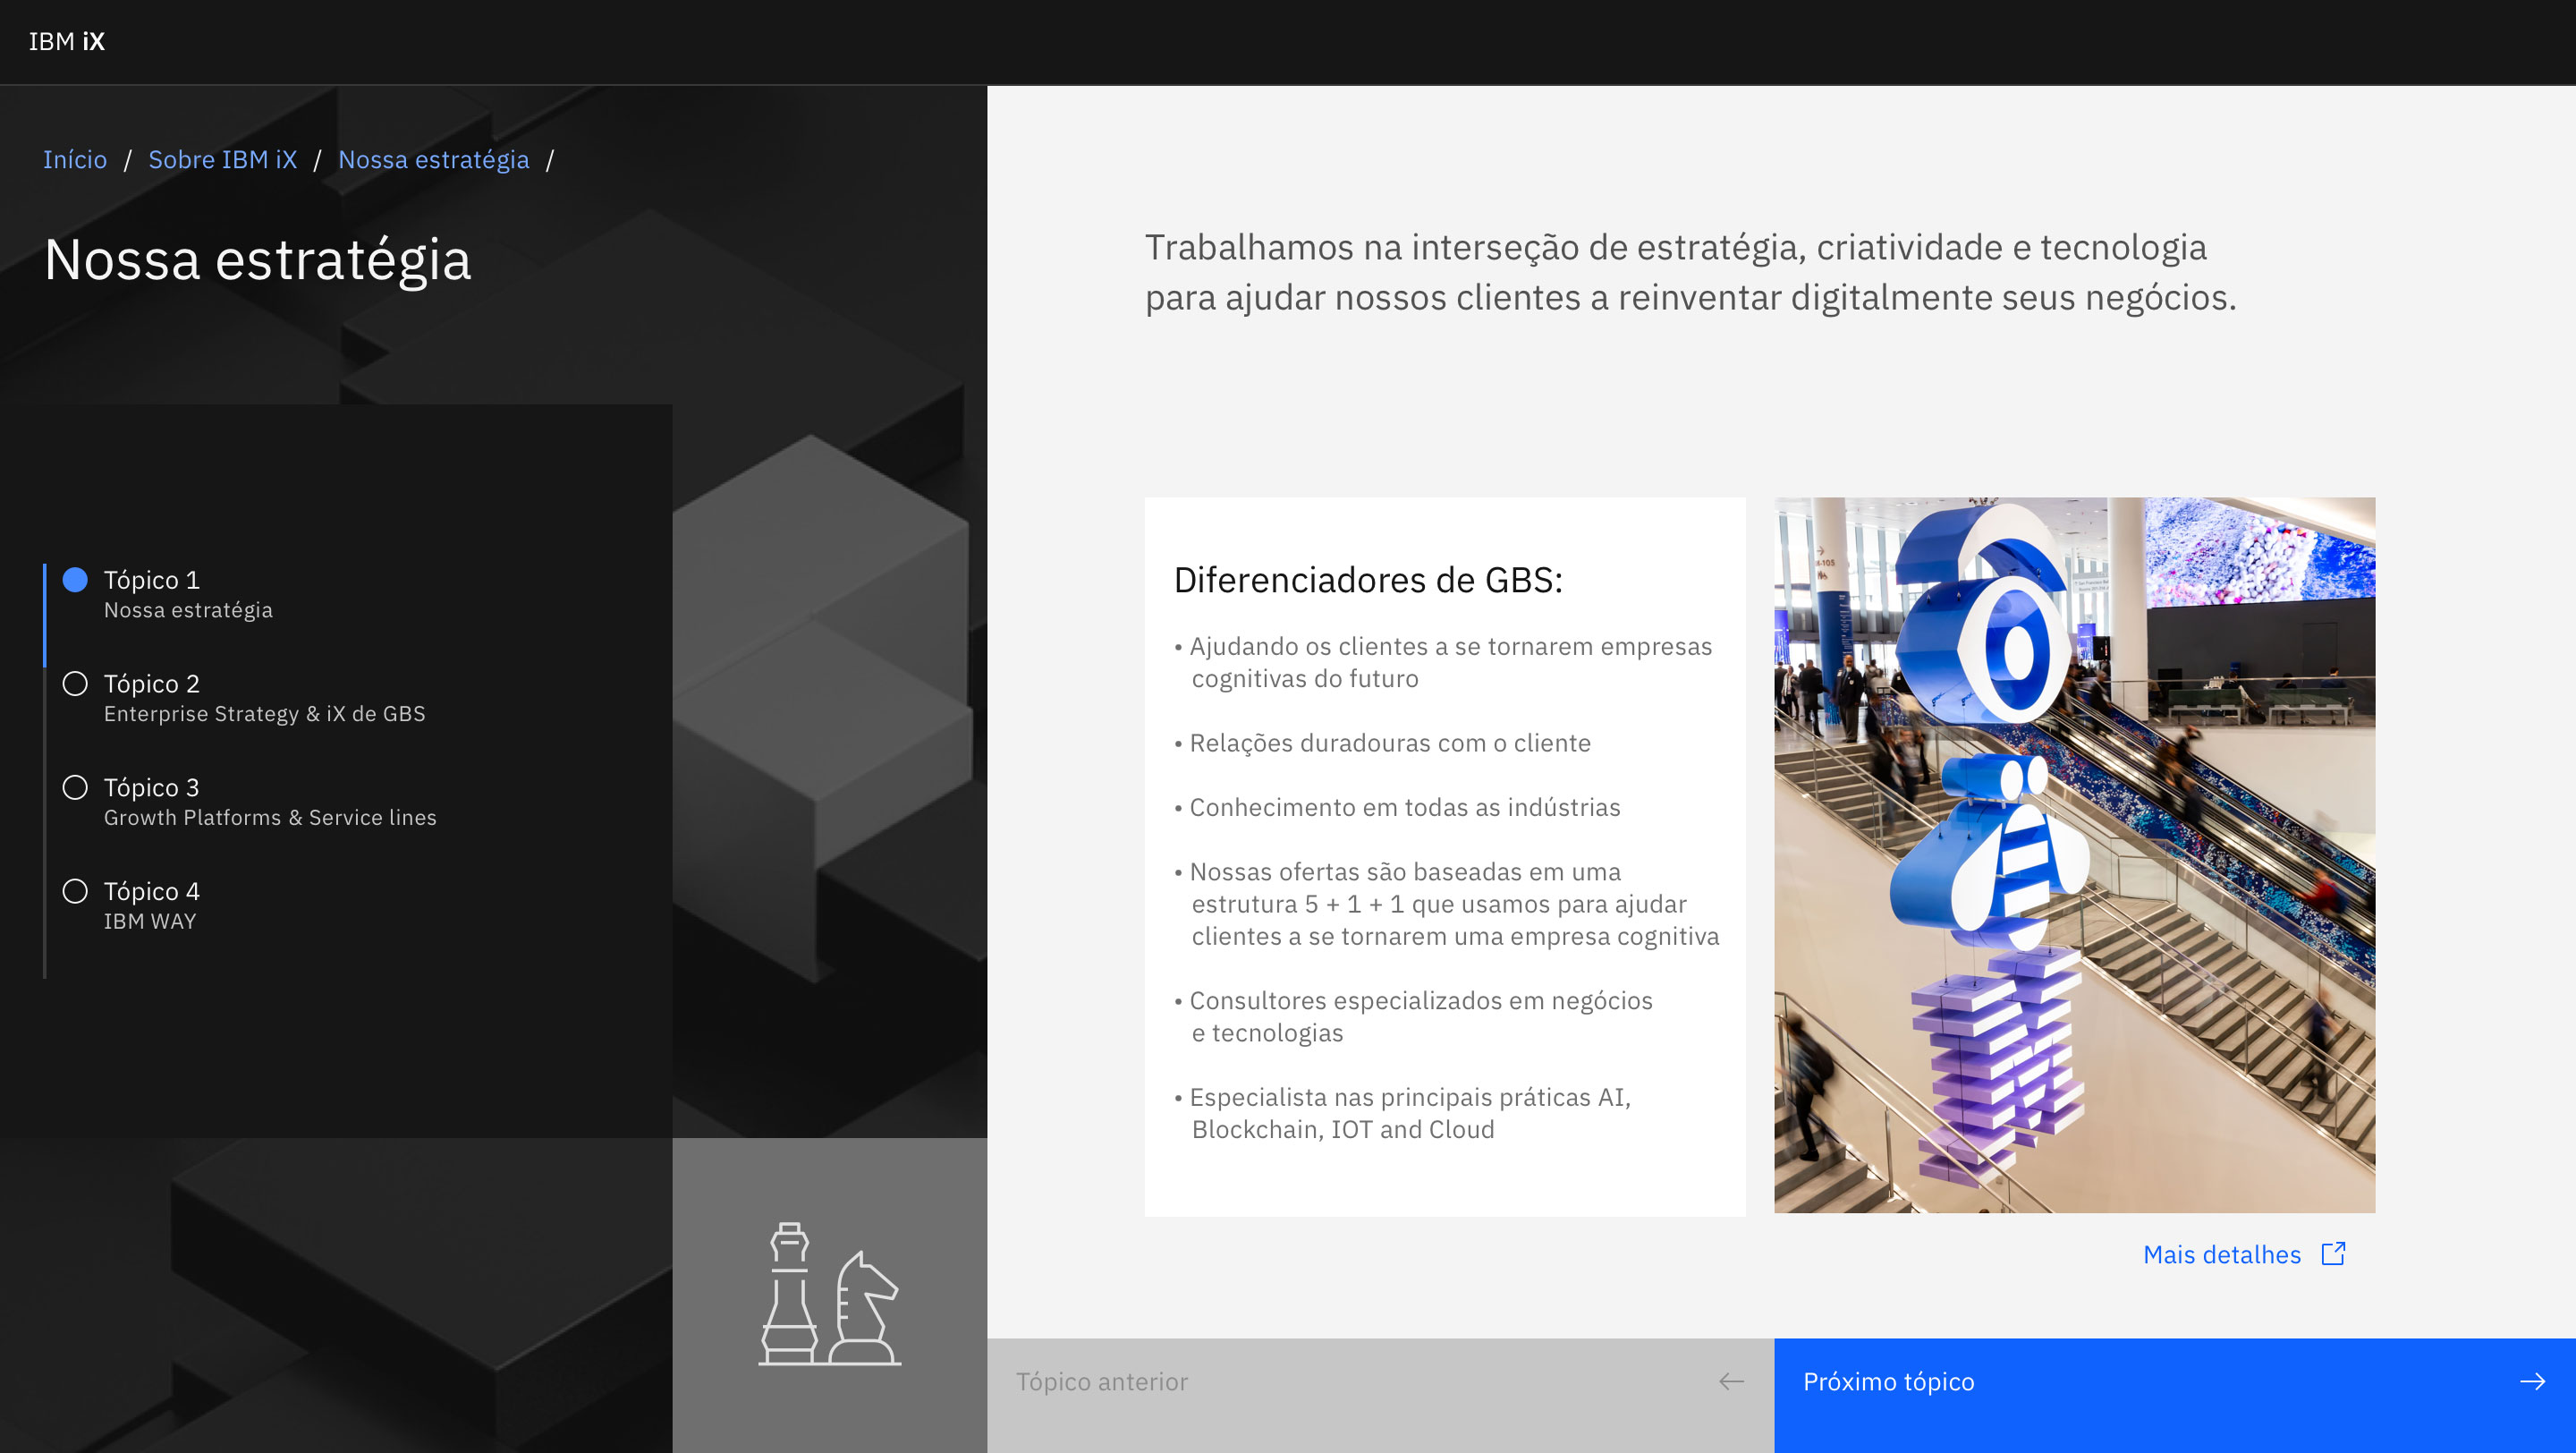 IBM iX
Início / Sobre IBM iX / Nossa estratégia /
Nossa estratégia
Tópico 1
Nossa estratégia
Tópico 2
Enterprise Strategy & iX de GBS
Tópico 3
Growth Platforms & Service lines
Tópico 4
IBM WAY
Trabalhamos na interseção de estratégia, criatividade e tecnologia
para ajudar nossos clientes a reinventar digitalmente seus negócios.
Diferenciadores de GBS:
• Ajudando os clientes a se tornarem empresas
cognitivas do futuro
• Relações duradouras com o cliente
• Conhecimento em todas as indústrias
• Nossas ofertas são baseadas em uma
estrutura 5 + 1 + 1 que usamos para ajudar
clientes a se tornarem uma empresa cognitiva
• Consultores especializados em negócios
e tecnologias
• Especialista nas principais práticas AI,
Blockchain, IOT and Cloud
Mais detalhes
Tópico anterior
Próximo tópico